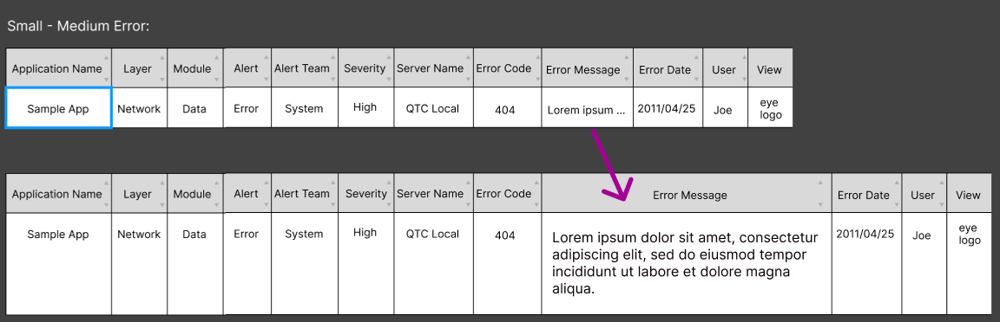 Small - Medium Error:
Application Name Layer Module Alert Alert Team Severity Server Name Error Code Error Message Error Date User View
Sample App Network Data Error System High QTC Local 404 Lorem ipsum ... 2011/04/25 Joe eye
logo
Application Name Layer Module Alert Alert Team Severity Server Name Error Code Error Message Error Date User View
Sample App Network Data Error System High QTC Local 404 Lorem ipsum dolor sit amet, consectetur 2011/04/25 Joe eye
logo
adipiscing elit, sed do eiusmod tempor
incididunt ut labore et dolore magna
aliqua.